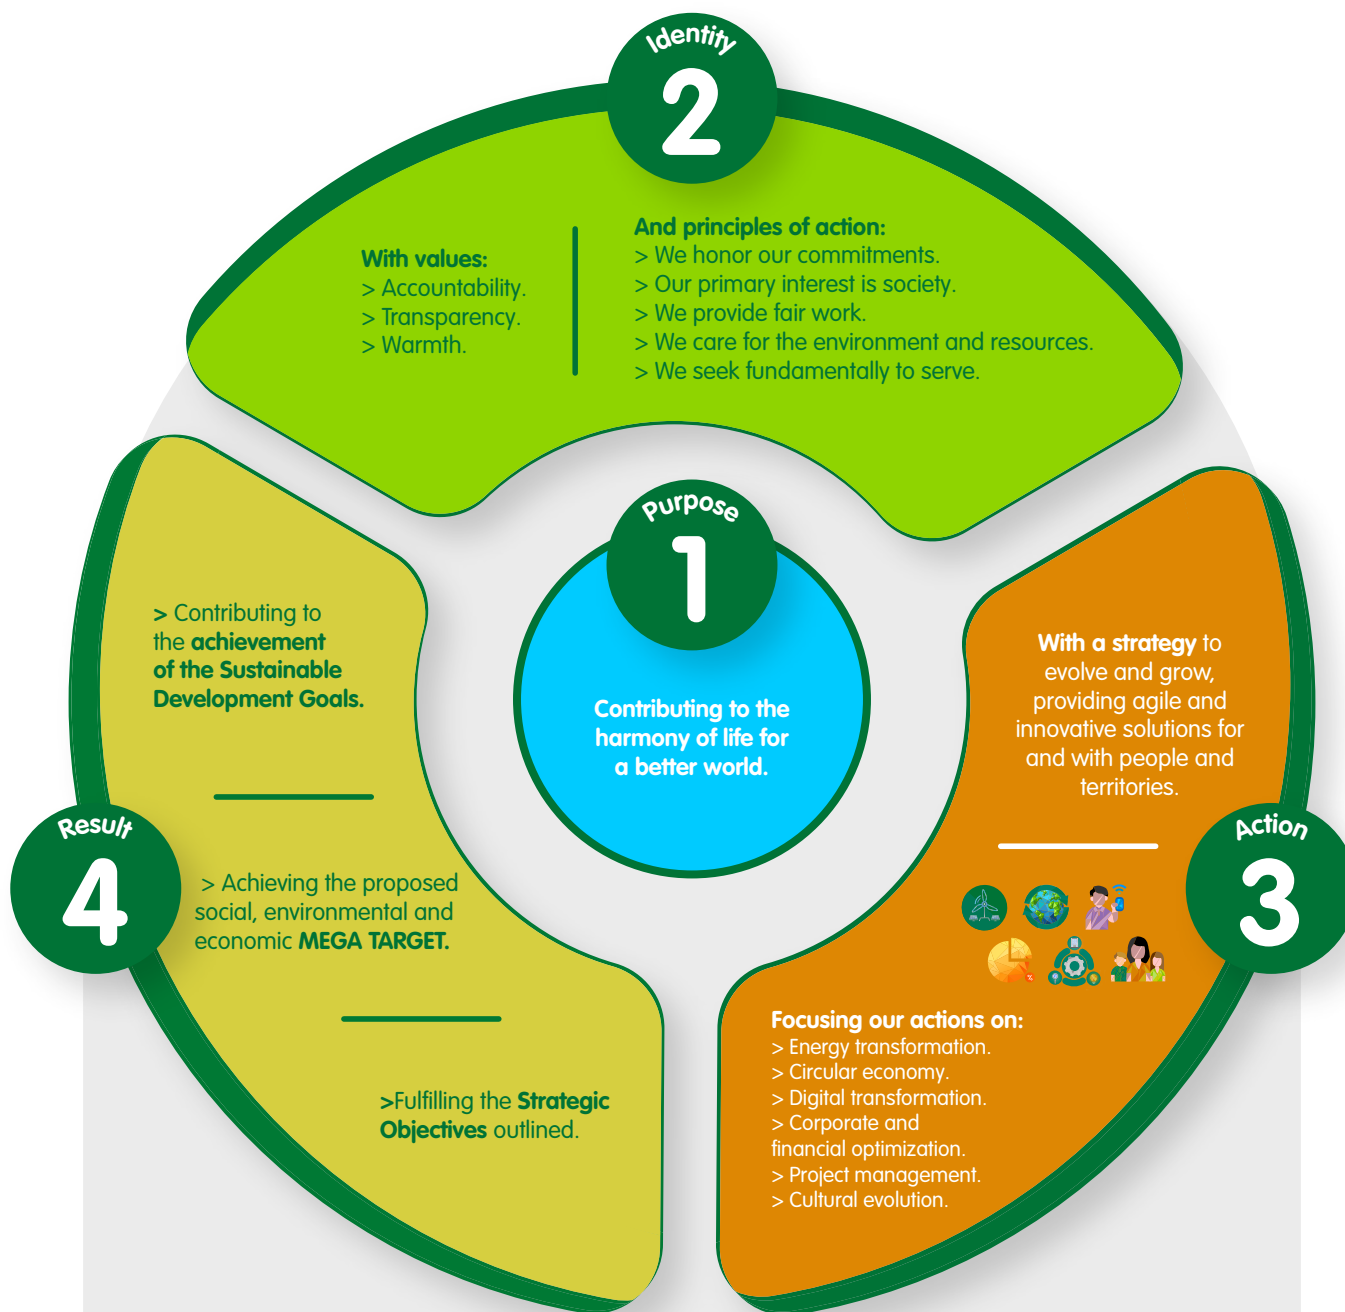 Identity
2
With values:
> Accountability.
> Transparency.
> Warmth.
And principles of action:
> We honor our commitments.
> Our primary interest is society.
> We provide fair work.
> We care for the environment and resources.
> We seek fundamentally to serve.
Purpose
1
Contributing to the
harmony of life for
a better world.
With a strategy to
evolve and grow,
providing agile and
innovative solutions for
and with people and
territories.
Action
3
%
Focusing our actions on:
> Energy transformation.
> Circular economy.
> Digital transformation.
> Corporate and
financial optimization.
> Project management.
> Cultural evolution.
> Contributing to
the achievement
of the Sustainable
Development Goals.
Result
4
> Achieving the proposed
social, environmental and
economic MEGA TARGET.
>Fulfilling the Strategic
Objectives outlined.